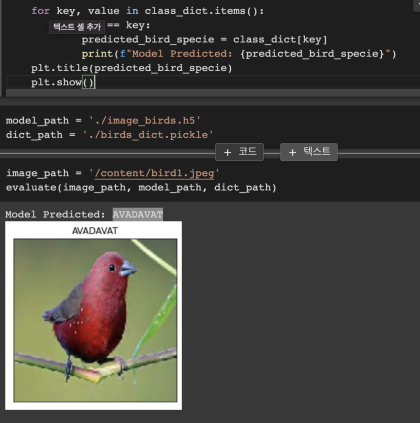 for key, value in class_dict.items():
텍스트 셀 추가 == key:
predicted_bird_specie = class_dict[key]
print(f"Model Predicted: {predicted_bird_specie}")
plt.title(predicted_bird_specie)
plt.show()
model_path = './image_birds.h5'
dict_path = './birds_dict.pickle'
+ 코드 + 텍스트
image_path = '/content/bird1.jpeg'
evaluate(image_path, model_path, dict_path)
Model Predicted: AVADAVAT
AVADAVAT